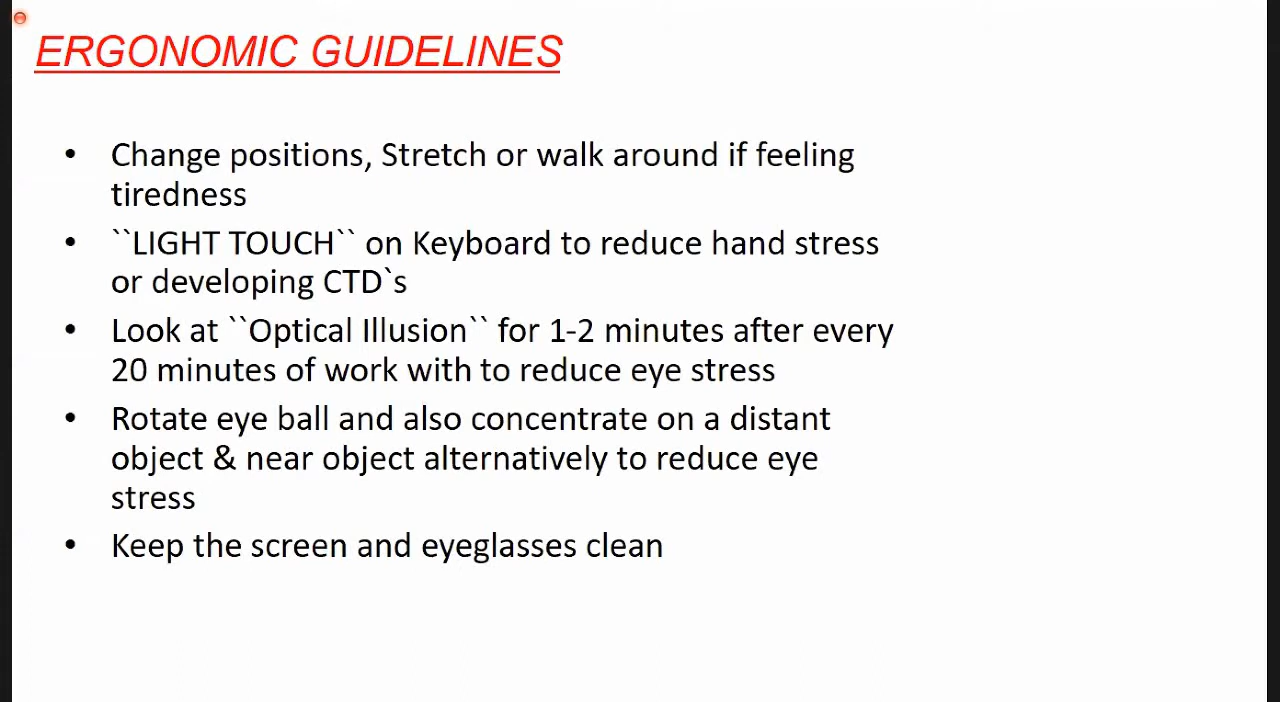 ERGONOMIC GUIDELINES
• Change positions, Stretch or walk around if feeling
tiredness
• ``LIGHT TOUCH`` on Keyboard to reduce hand stress
or developing CTD`s
• Look at ``Optical Illusion`` for 1-2 minutes after every
20 minutes of work with to reduce eye stress
• Rotate eye ball and also concentrate on a distant
object & near object alternatively to reduce eye
stress
• Keep the screen and eyeglasses clean